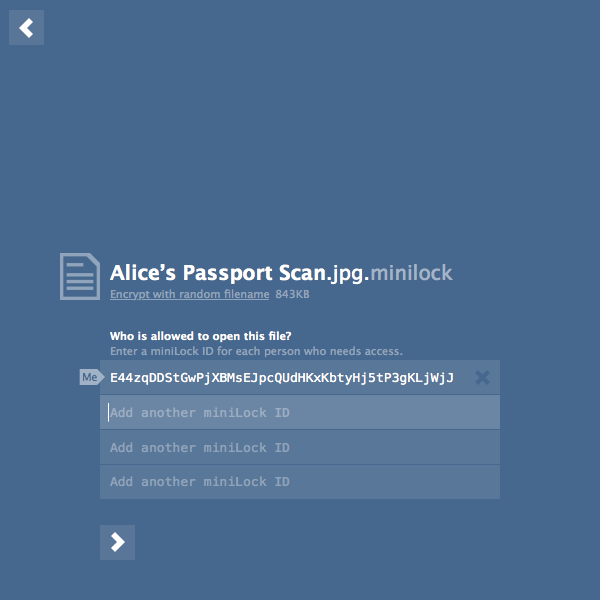 Alice’s Passport Scan.jpg.minilock
Encrypt with random filename 843KB
Who is allowed to open this file?
Enter a miniLock ID for each person who needs access.
Me E44zqDDStGwPjXBMsEJpcQUdHKxKbtyHj5tP3gKLjWjJ
Add another miniLock ID
Add another miniLock ID
Add another miniLock ID